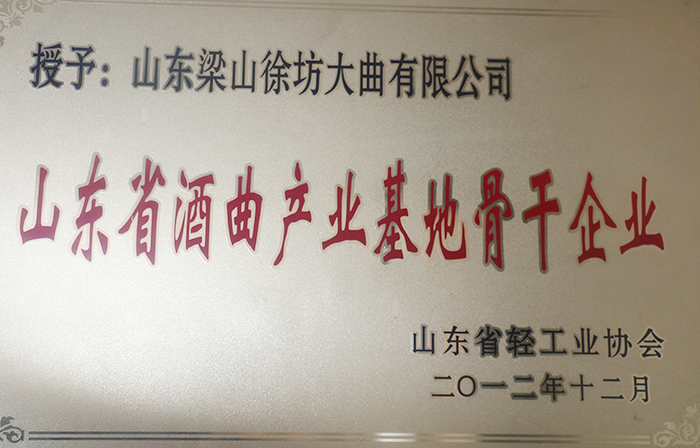 授予：山东梁山徐坊大曲有限公司
山东省酒曲产业基地骨干企业
山东省轻工业协会
二〇一二年十二月